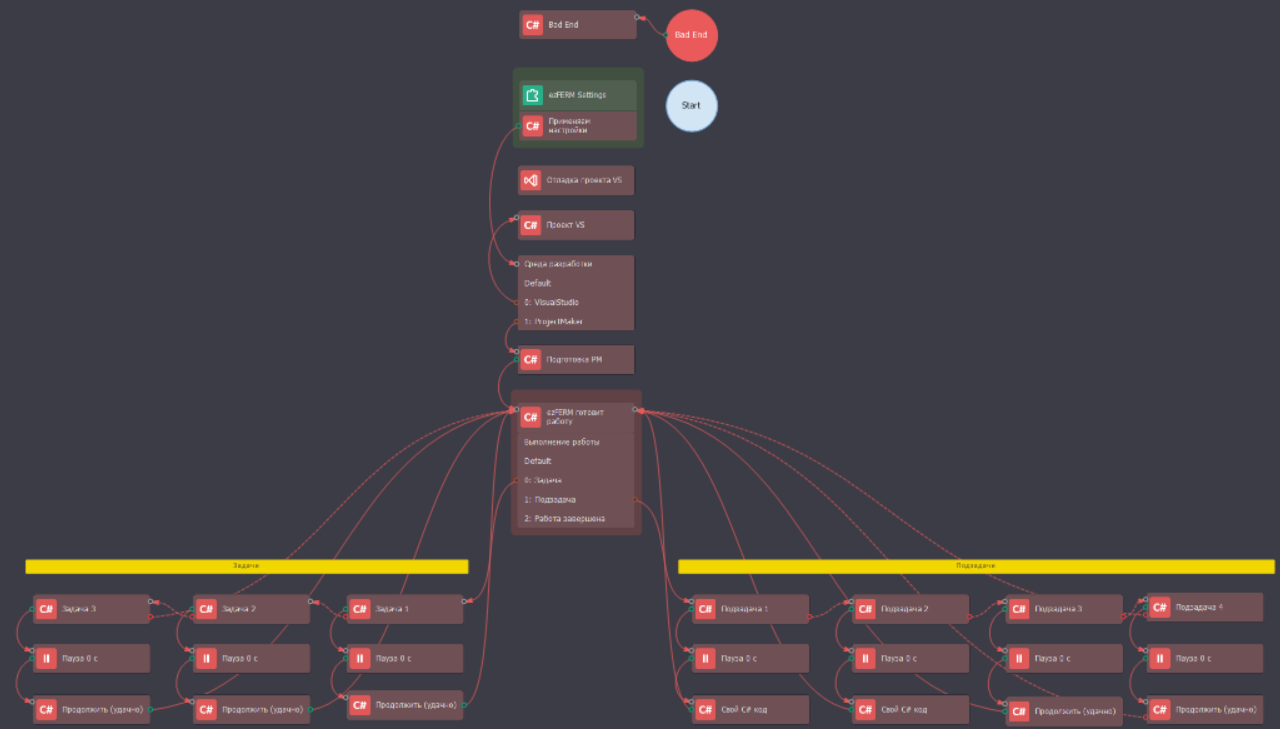 C# Bad End
Bad End
ezFERM Settings
Start
C# Применяем
настройки
Отладка проекта VS
C# Проект VS
Среда разработки
Default
0: VisualStudio
1: ProjectMaker
C# Подготовка PM
C# ezFERM готовит
работу
Выполнение работы
Default
0: Задача
1: Подзадача
2: Работа завершена
Задачи
Подзадачи
C# Задача 3
C# Задача 2
C# Задача 1
C# Подзадача 1
C# Подзадача 2
C# Подзадача 3
C# Подзадача 4
Пауза 0 с
Пауза 0 с
Пауза 0 с
Пауза 0 с
Пауза 0 с
Пауза 0 с
Пауза 0 с
C# Продолжить (удачно)
C# Продолжить (удачно)
C# Продолжить (удачно)
C# Свой C# код
C# Свой C# код
C# Продолжить (удачно)
C# Продолжить (удачно)